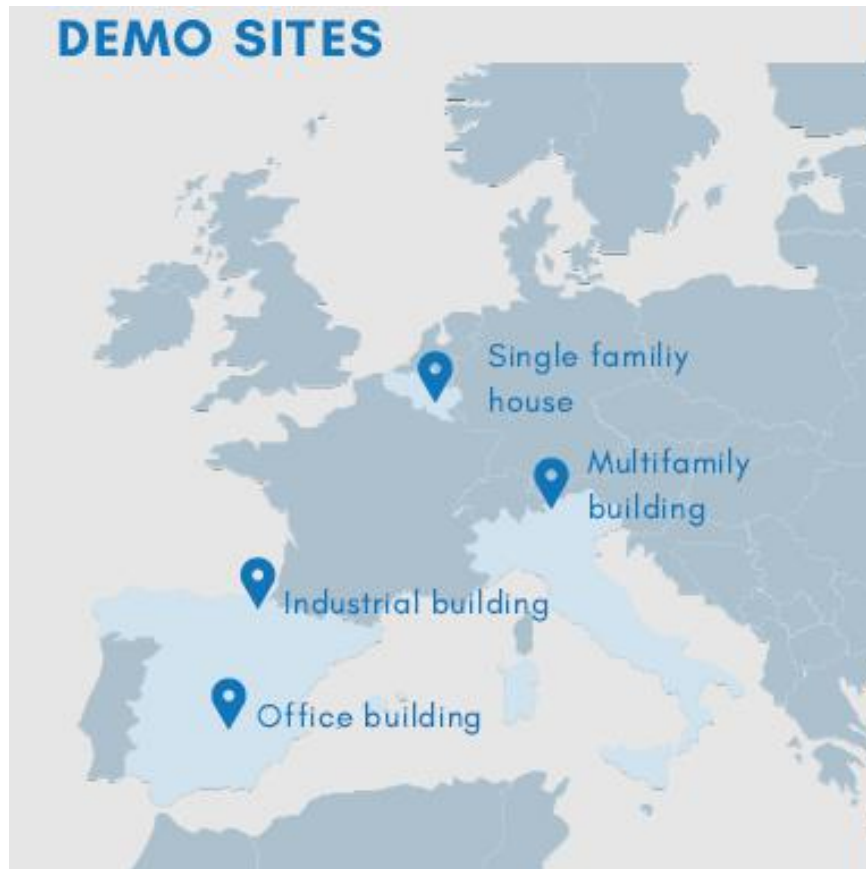 DEMO SITES
Single familiy
house
Multifamily
building
Industrial building
Office building